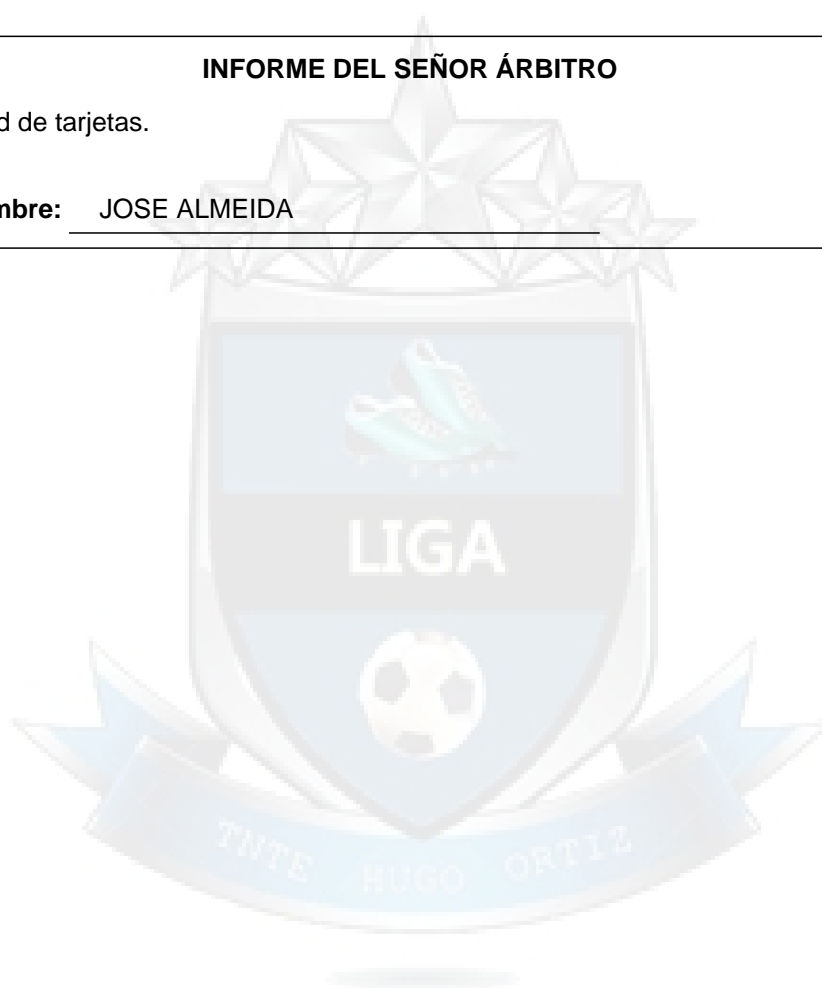 INFORME DEL SEÑOR ÁRBITRO
d de tarjetas.
mbre: JOSE ALMEIDA
LIGA
TNTE HUGO ORTIZ